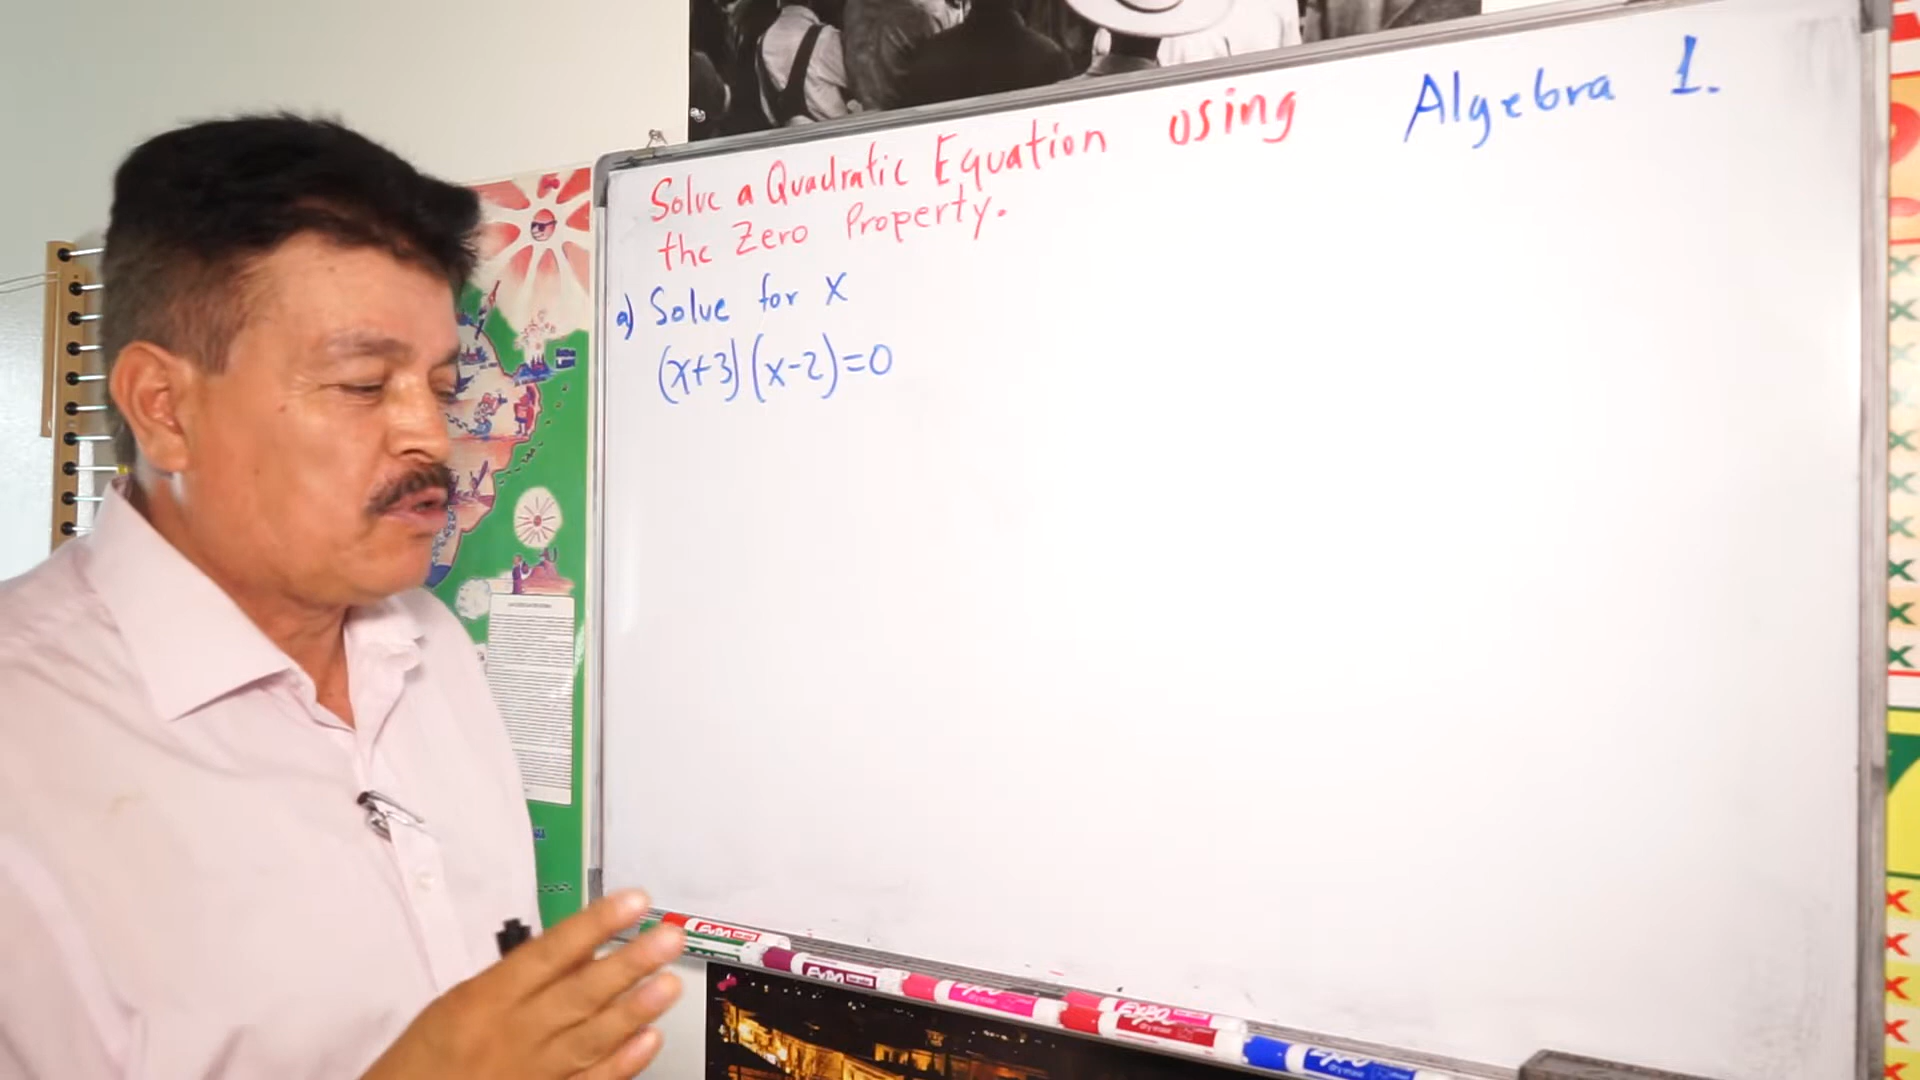 Solve a Quadratic Equation using
the Zero Property.
Algebra 1.
a) Solve for x
(x+3)(x-2)=0